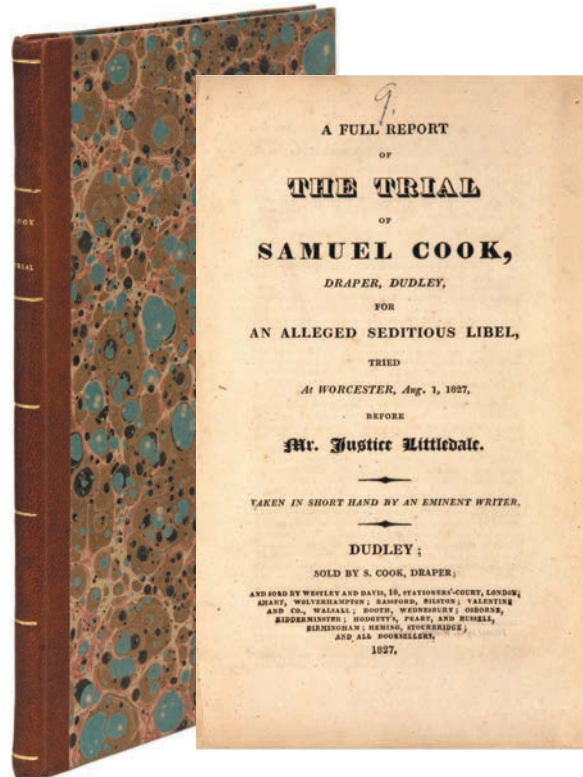 COOK
TRIAL
9.
A FULL REPORT
OF
THE TRIAL
OF
SAMUEL COOK,
DRAPER, DUDLEY,
FOR
AN ALLEGED SEDITIOUS LIBEL,
TRIED
At WORCESTER, Aug. 1, 1827,
BEFORE
Mr. Justice Littledale.
TAKEN IN SHORT HAND BY AN EMINENT WRITER.
DUDLEY;
SOLD BY S. COOK, DRAPER;
AND SOLD BY WESTLEY AND DAVIS, 10, STATIONERS'-COURT, LONDON;
WOLVERHAMPTON; BASSFORD, BILSTON; VALENTINE
AND CO., WALSALL; BOOTH, WEDNESBURY; OSBORNE,
KIDDERMINSTER; HODGETTS, PEART, AND RUSSELL,
BIRMINGHAM; HEMING, STOURBRIDGE;
AND ALL BOOKSELLERS.
1827.